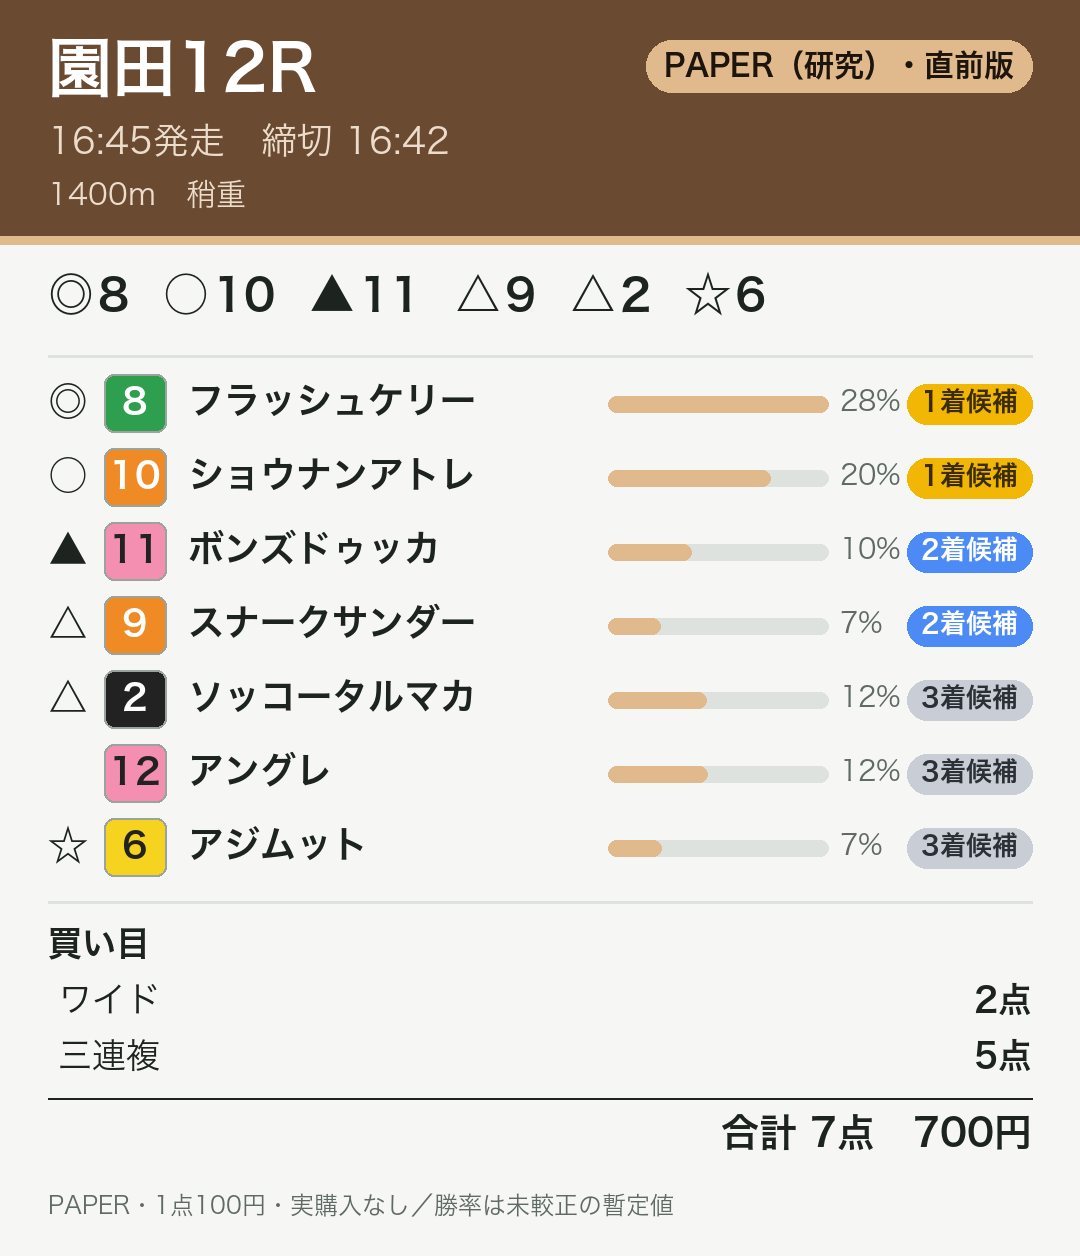 園田12R
PAPER（研究）・直前版
16:45発走　締切 16:42
1400m　稍重
◎8 ○10 ▲11 △9 △2 ☆6
◎ 8 フラッシュケリー 28% 1着候補
○ 10 ショウナンアトレ 20% 1着候補
▲ 11 ボンズドゥッカ 10% 2着候補
△ 9 スナークサンダー 7% 2着候補
△ 2 ソッコータルマカ 12% 3着候補
12 アングレ 12% 3着候補
☆ 6 アジムット 7% 3着候補
買い目
ワイド 2点
三連複 5点
合計 7点　700円
PAPER・1点100円・実購入なし／勝率は未較正の暫定値